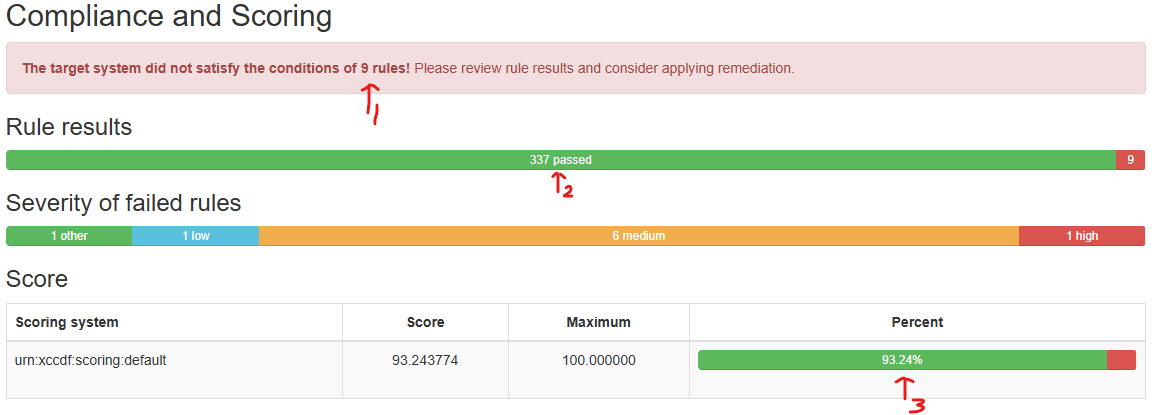 Compliance and Scoring
The target system did not satisfy the conditions of 9 rules! Please review rule results and consider applying remediation.
1
Rule results
337 passed 9
2
Severity of failed rules
1 other 1 low 6 medium 1 high
Score
Scoring system Score Maximum Percent
urn:xccdf:scoring:default 93.243774 100.000000 93.24%
3